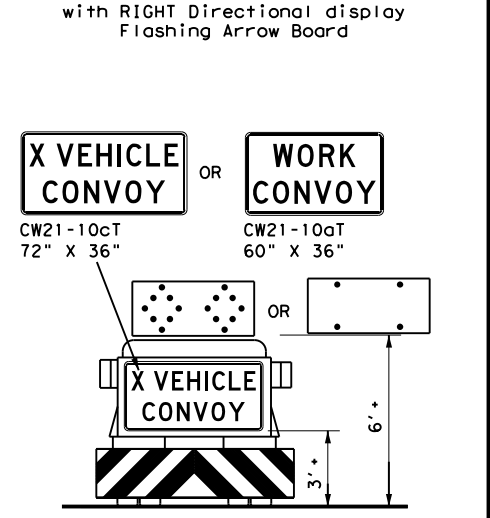 with RIGHT Directional display
Flashing Arrow Board
X VEHICLE
CONVOY
OR
WORK
CONVOY
CW21-10cT
72" X 36"
CW21-10aT
60" X 36"
OR
X VEHICLE
CONVOY
6' +
3' +